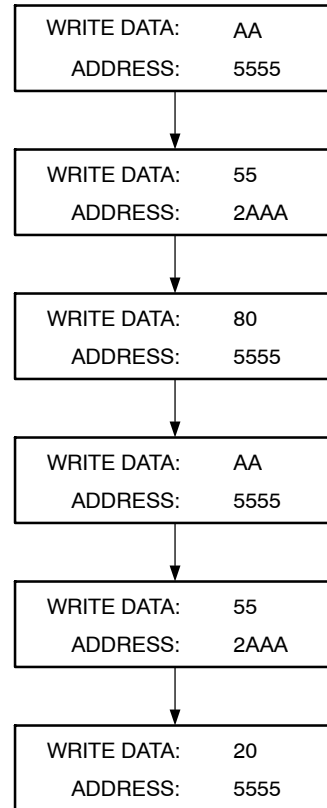 WRITE DATA: AA
ADDRESS: 5555
WRITE DATA: 55
ADDRESS: 2AAA
WRITE DATA: 80
ADDRESS: 5555
WRITE DATA: AA
ADDRESS: 5555
WRITE DATA: 55
ADDRESS: 2AAA
WRITE DATA: 20
ADDRESS: 5555